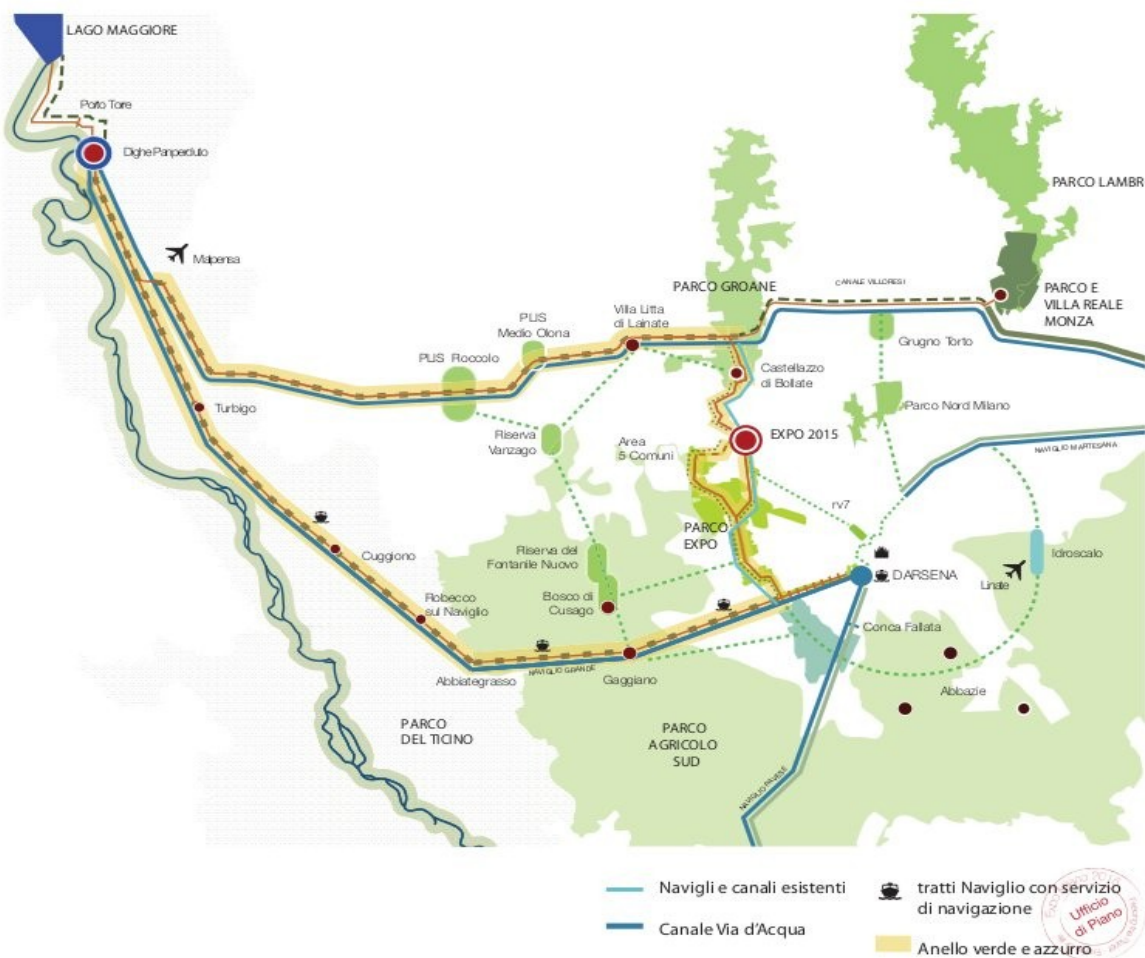 LAGO MAGGIORE
Porto Torre
Dighe Panperduto
Malpensa
PARCO LAMBR
PARCO GROANE
CANALE VILLORESI
PARCO E
VILLA REALE
MONZA
PLIS
Medio Olona
Villa Litta
di Lainate
PLIS Roccolo
Grugno Torto
Castellazzo
di Bollate
Turbigo
Parco Nord Milano
Riserva
Vanzago
Area
5 Comuni
EXPO 2015
NAVIGLIO MARTESANA
rv7
PARCO
EXPO
Cuggiono
Riserva del
Fontanile Nuovo
Idroscalo
Linate
DARSENA
Robecco
sul Naviglio
Bosco di
Cusago
Conca Fallata
Abbiategrasso
NAVIGLIO GRANDE
Gaggiano
Abbazie
PARCO
DEL TICINO
PARCO
AGRICOLO
SUD
NAVIGLIO PAVESE
Navigli e canali esistenti
tratti Naviglio con servizio
di navigazione
Canale Via d'Acqua
Anello verde e azzurro
Ufficio
di Piano